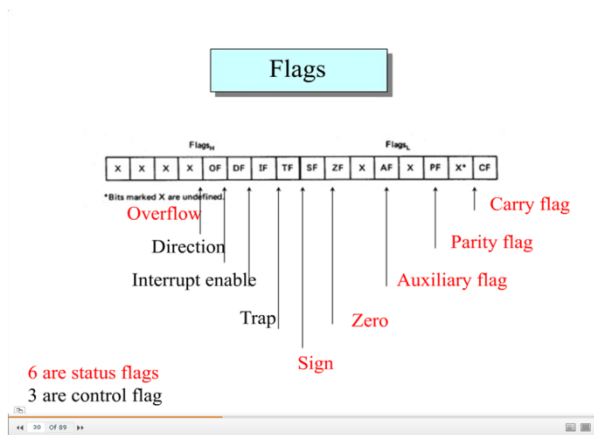 Flags
FlagsH FlagsL
X X X X OF DF IF TF SF ZF X AF X PF X* CF
*Bits marked X are undefined.
Overflow
Carry flag
Direction
Parity flag
Interrupt enable
Auxiliary flag
Trap
Zero
Sign
6 are status flags
3 are control flag
39 Of 89